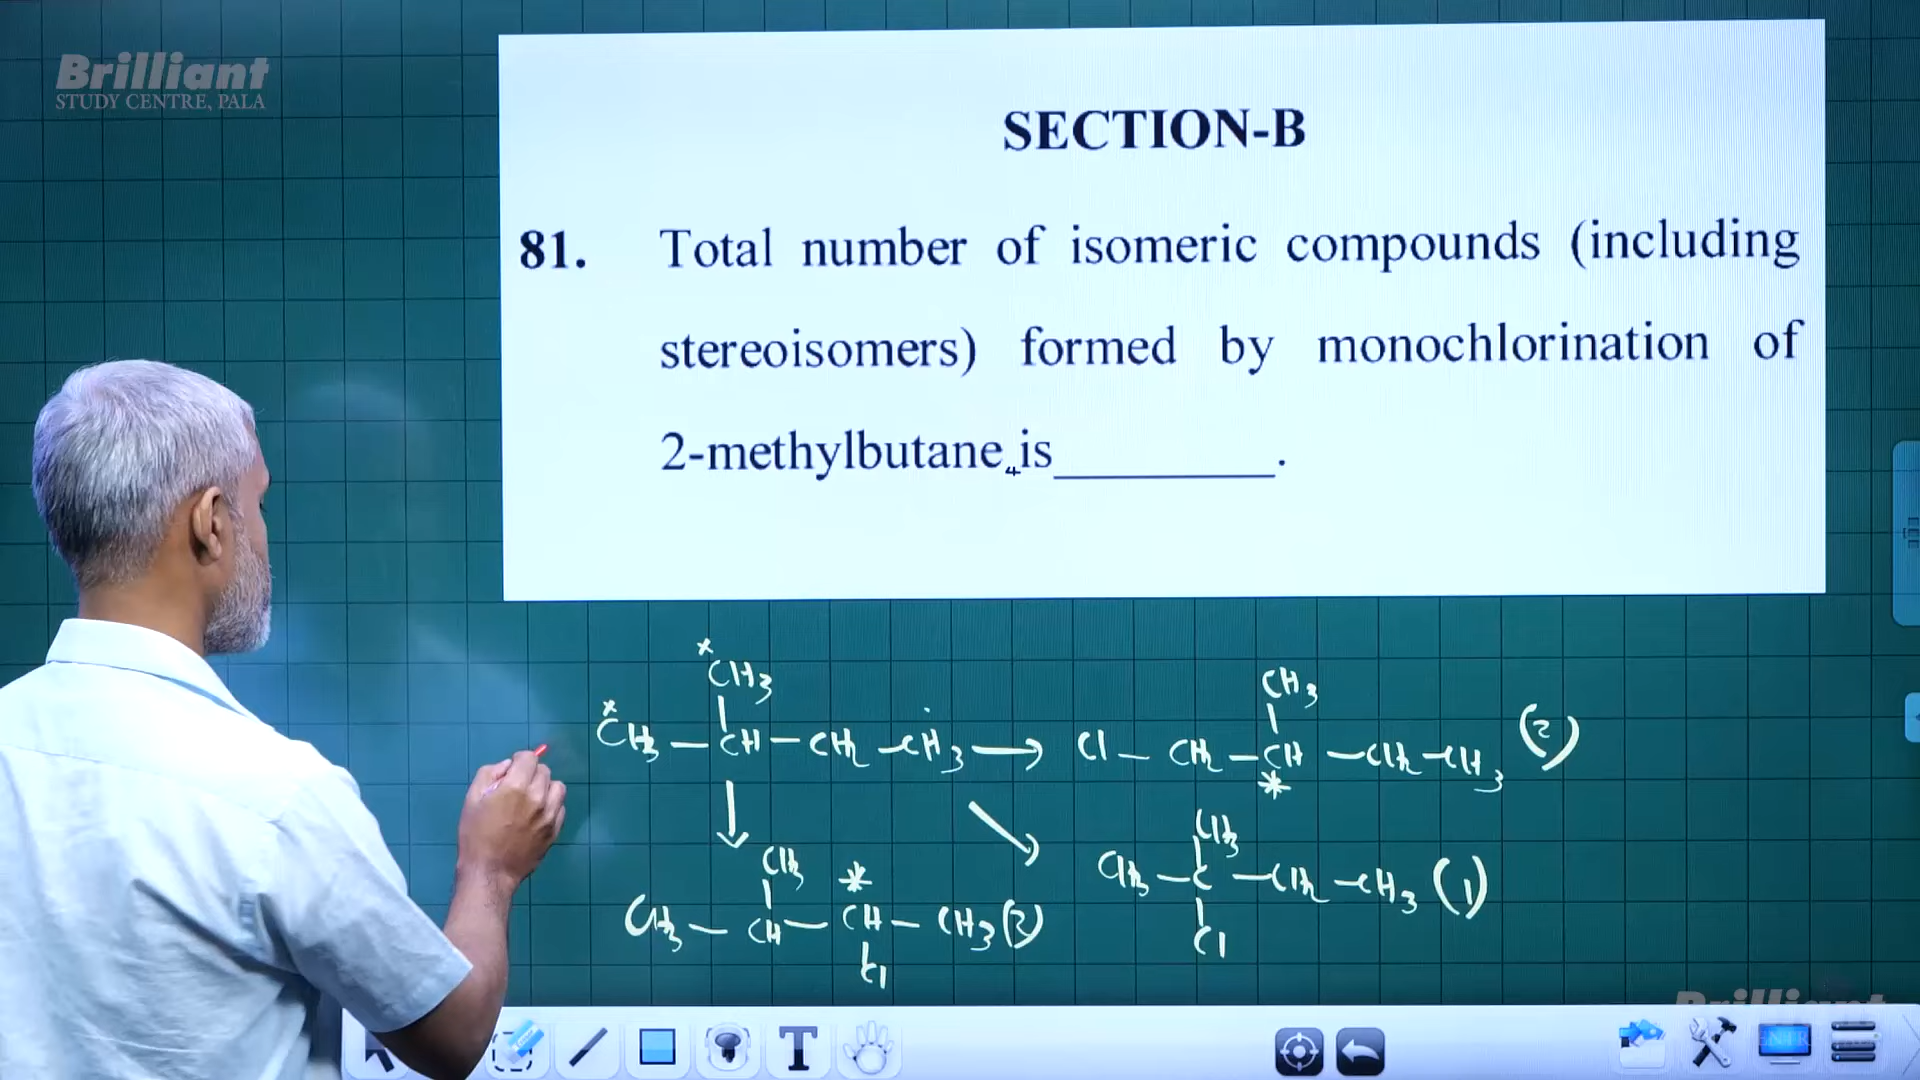 Brilliant
STUDY CENTRE, PALA
SECTION-B
81. Total number of isomeric compounds (including
stereoisomers) formed by monochlorination of
2-methylbutane is ________.
CH3
CH3 — CH — CH2 — CH3 → Cl — CH2 — CH — CH2 — CH3 (2)
CH3
*
CH3
CH3 — C — CH2 — CH3 (1)
Cl
CH3 *
CH3 — CH — CH — CH3 (2)
Cl
T